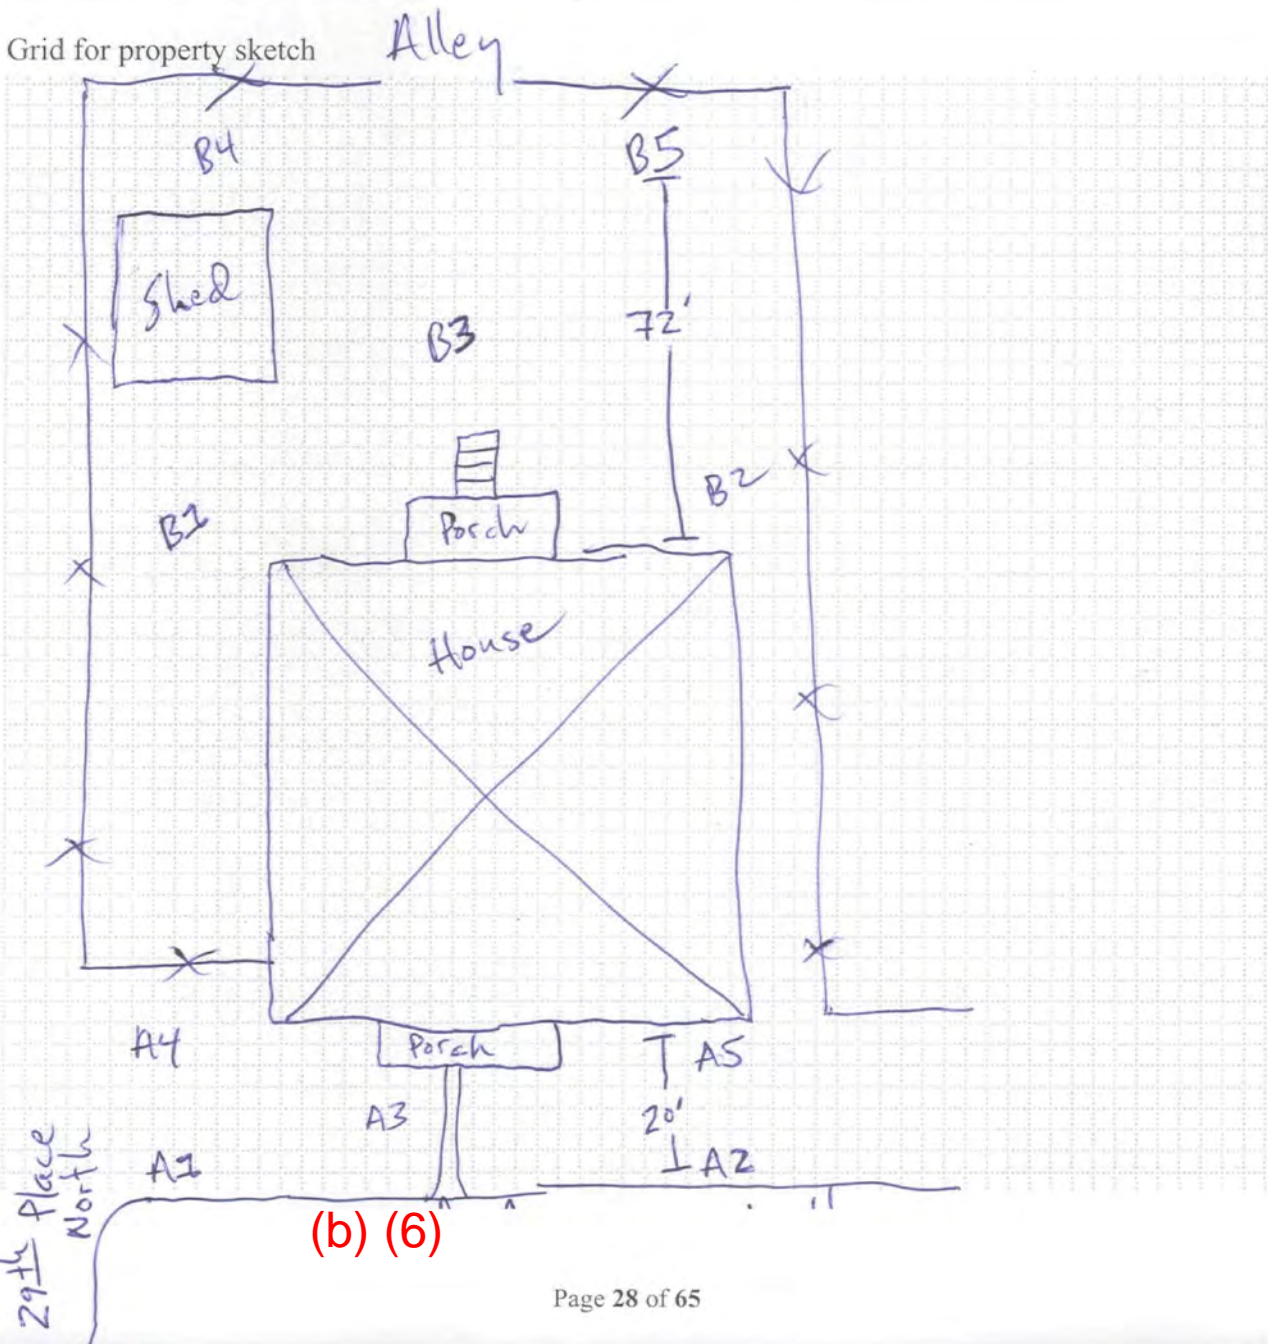 Grid for property sketch
Alley
B4
B5
Shed
72'
B3
B2
B1
Porch
House
A4
Porch
A5
A3
20'
A1
A2
29th Place
North
(b) (6)
Page 28 of 65